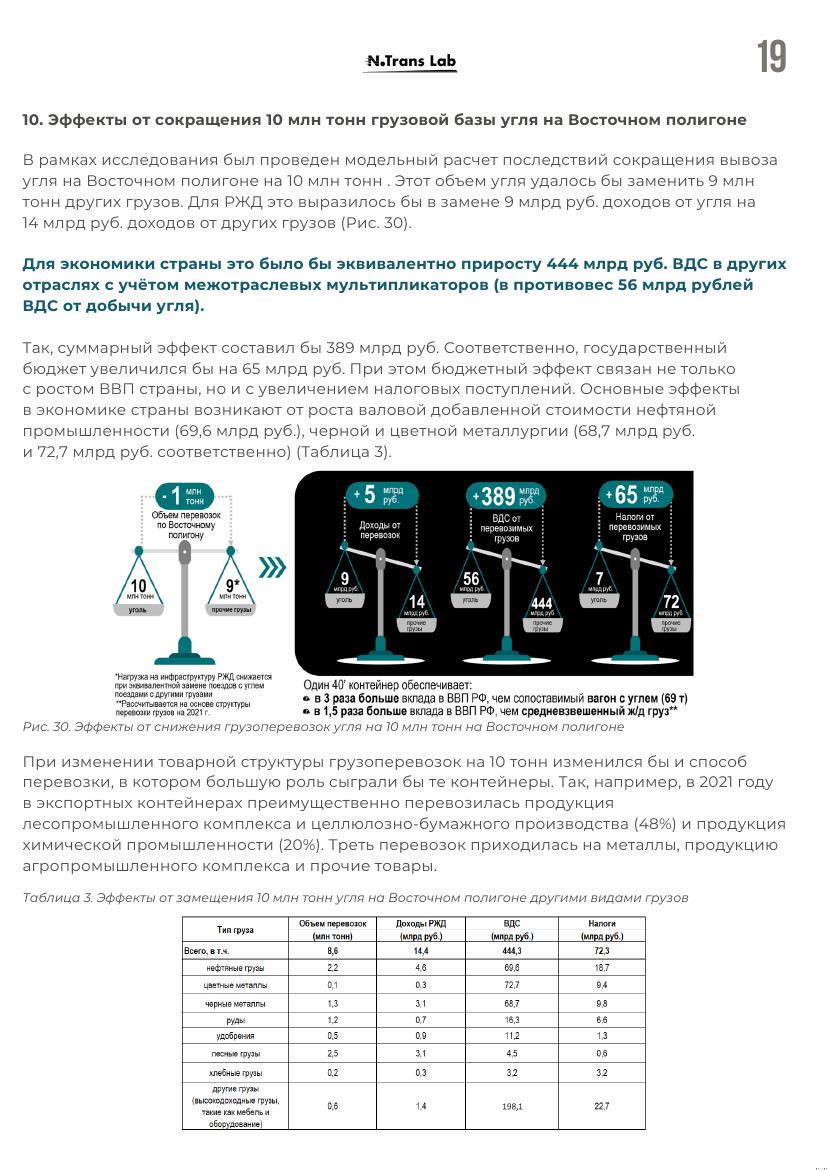 N.Trans Lab
19
10. Эффекты от сокращения 10 млн тонн грузовой базы угля на Восточном полигоне
В рамках исследования был проведен модельный расчет последствий сокращения вывоза
угля на Восточном полигоне на 10 млн тонн . Этот объем угля удалось бы заменить 9 млн
тонн других грузов. Для РЖД это выразилось бы в замене 9 млрд руб. доходов от угля на
14 млрд руб. доходов от других грузов (Рис. 30).
Для экономики страны это было бы эквивалентно приросту 444 млрд руб. ВДС в других
отраслях с учётом межотраслевых мультипликаторов (в противовес 56 млрд рублей
ВДС от добычи угля).
Так, суммарный эффект составил бы 389 млрд руб. Соответственно, государственный
бюджет увеличился бы на 65 млрд руб. При этом бюджетный эффект связан не только
с ростом ВВП страны, но и с увеличением налоговых поступлений. Основные эффекты
в экономике страны возникают от роста валовой добавленной стоимости нефтяной
промышленности (69,6 млрд руб.), черной и цветной металлургии (68,7 млрд руб.
и 72,7 млрд руб. соответственно) (Таблица 3).
- 1 млн тонн
Объем перевозок
по Восточному
полигону
10
млн тонн
уголь
9*
млн тонн
прочие грузы
+ 5 млрд руб.
Доходы от
перевозок
9
млрд руб.
уголь
14
млрд руб.
прочие
грузы
+389 млрд руб.
ВДС от
перевозимых
грузов
56
млрд руб.
уголь
444
млрд руб.
прочие
грузы
+65 млрд руб.
Налоги от
перевозимых
грузов
7
млрд руб.
уголь
72
млрд руб.
прочие
грузы
*Нагрузка на инфраструктуру РЖД снижается
при эквивалентной замене поездов с углем
поездами с другими грузами
**Рассчитывается на основе структуры
перевозки грузов на 2021 г.
Один 40’ контейнер обеспечивает:
в 3 раза больше вклада в ВВП РФ, чем сопоставимый вагон с углем (69 т)
в 1,5 раза больше вклада в ВВП РФ, чем средневзвешенный ж/д груз**
Рис. 30. Эффекты от снижения грузоперевозок угля на 10 млн тонн на Восточном полигоне
При изменении товарной структуры грузоперевозок на 10 тонн изменился бы и способ
перевозки, в котором большую роль сыграли бы те контейнеры. Так, например, в 2021 году
в экспортных контейнерах преимущественно перевозилась продукция
лесопромышленного комплекса и целлюлозно-бумажного производства (48%) и продукция
химической промышленности (20%). Треть перевозок приходилась на металлы, продукцию
агропромышленного комплекса и прочие товары.
Таблица 3. Эффекты от замещения 10 млн тонн угля на Восточном полигоне другими видами грузов
Тип груза Объем перевозок (млн тонн) Доходы РЖД (млрд руб.) ВДС (млрд руб.) Налоги (млрд руб.)
Всего, в т.ч. 8,6 14,4 444,3 72,3
нефтяные грузы 2,2 4,6 69,6 18,7
цветные металлы 0,1 0,3 72,7 9,4
черные металлы 1,3 3,1 68,7 9,8
руды 1,2 0,7 16,3 6,6
удобрения 0,5 0,9 11,2 1,3
лесные грузы 2,5 3,1 4,5 0,6
хлебные грузы 0,2 0,3 3,2 3,2
другие грузы
(высокодоходные грузы,
такие как мебель и
оборудование) 0,6 1,4 198,1 22,7